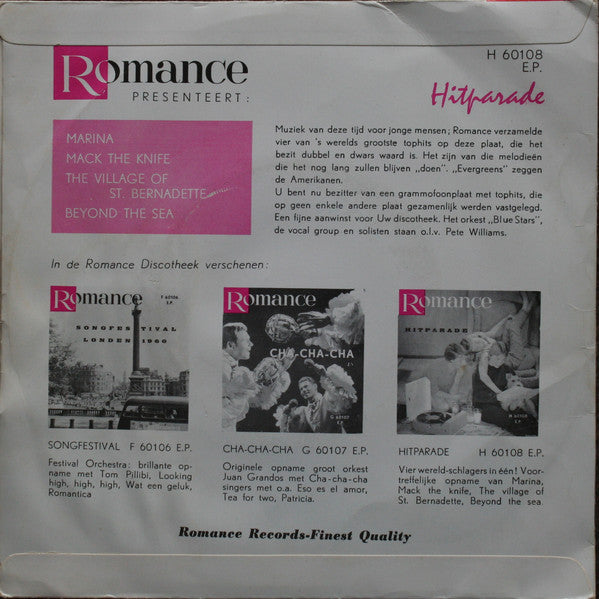 Romance
PRESENTEERT:
H 60108
E.P.
Hitparade
MARINA
MACK THE KNIFE
THE VILLAGE OF
ST. BERNADETTE
BEYOND THE SEA
Muziek van deze tijd voor jonge mensen; Romance verzamelde
vier van 's werelds grootste tophits op deze plaat, die
het bezit dubbel en dwars waard is. Het zijn van die melodieën
die het nog lang zullen blijven „doen". „Evergreens" zeggen
de Amerikanen.
U bent nu bezitter van een grammofoonplaat met tophits, die
op geen enkele andere plaat gezamenlijk werden vastgelegd.
Een fijne aanwinst voor Uw discotheek. Het orkest „Blue Stars",
de vocal group en solisten staan o.l.v. Pete Williams.
In de Romance Discotheek verschenen:
Romance
F 60106
E.P.
SONGFESTIVAL
LONDEN 1960
Romance
CHA-CHA-CHA
G 60107
E.P.
Romance
HITPARADE
H 60108
E.P.
SONGFESTIVAL F 60106 E.P.
Festival Orchestra: brillante op-
name met Tom Pillibi, Looking
high, high, high, Wat een geluk,
Romantica
CHA-CHA-CHA G 60107 E.P.
Originele opname groot orkest
Juan Grandos met Cha-cha-cha
singers met o.a. Eso es el amor,
Tea for two, Patricia.
HITPARADE H 60108 E.P.
Vier wereld-schlagers in één! Voor-
treffelijke opname van Marina,
Mack the knife, The village of
St. Bernadette, Beyond the sea
Romance Records-Finest Quality